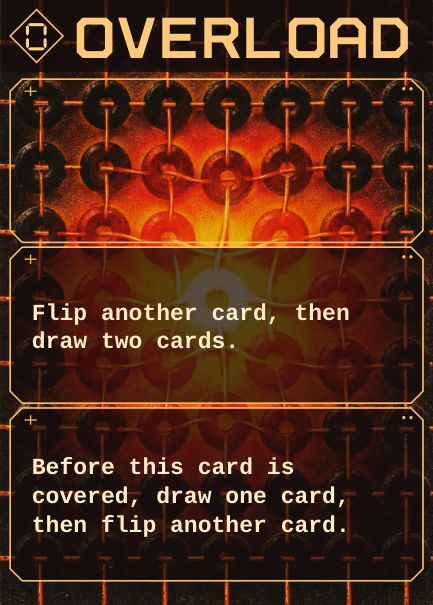 0 OVERLOAD
Flip another card, then
draw two cards.
Before this card is
covered, draw one card,
then flip another card.